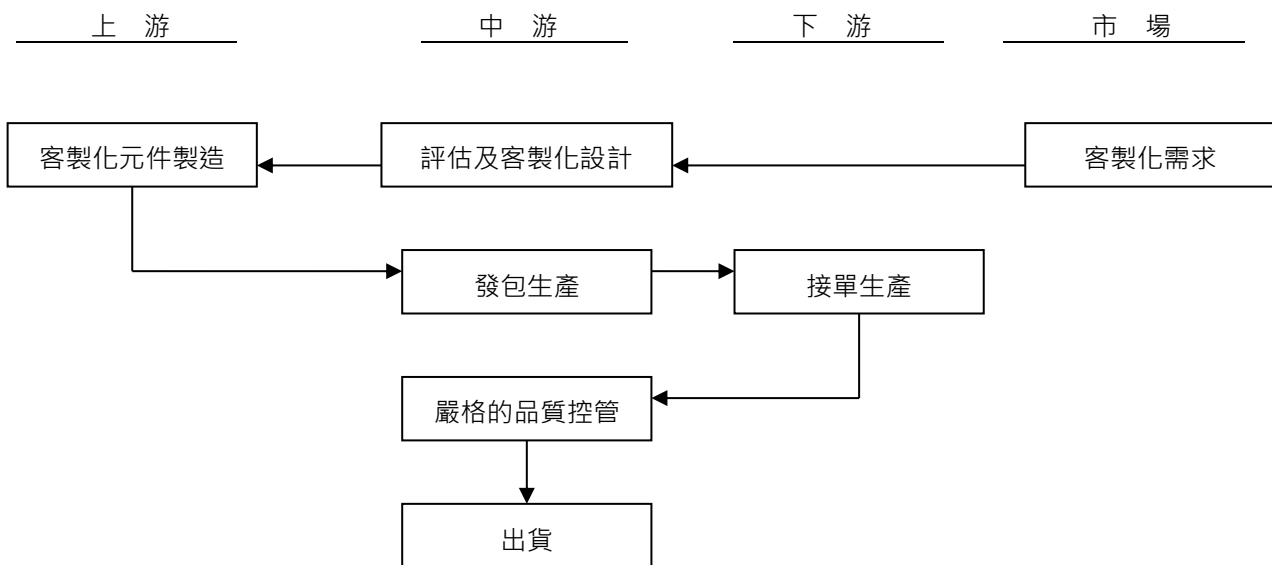 上 游 中 游 下 游 市 場
客製化元件製造 評估及客製化設計 客製化需求
發包生產 接單生產
嚴格的品質控管
出貨